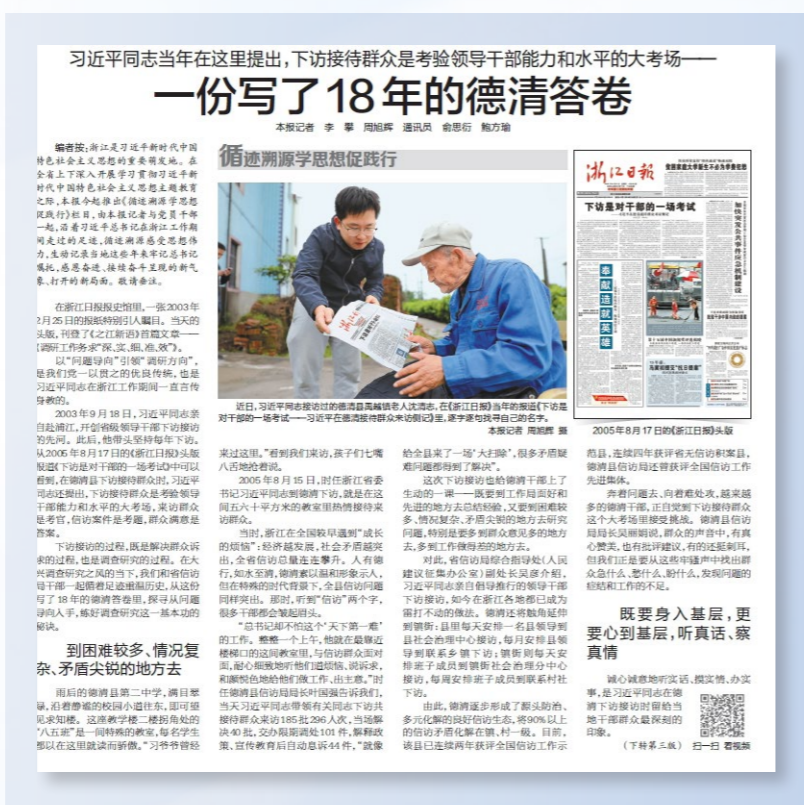 习近平同志当年在这里提出,下访接待群众是考验领导干部能力和水平的大考场——
一份写了18年的德清答卷
本报记者 李 攀 周旭辉 通讯员 俞思衍 鲍方瑜
编者按:浙江是习近平新时代中国
特色社会主义思想的重要萌发地。在
全省上下深入开展学习贯彻习近平新
时代中国特色社会主义思想主题教育
之际,本报今起推出《循迹溯源学思想
促践行》栏目,由本报记者与党员干部
一起,沿着习近平总书记在浙江工作期
间走过的足迹,循迹溯源感受思想伟
力,生动记录当地这些年来牢记总书记
嘱托,感恩奋进、接续奋斗呈现的新气
象、打开的新局面。敬请垂注。
在浙江日报报史馆里,一张2003年
2月25日的报纸特别引人瞩目。当天的
头版,刊登了《之江新语》首篇文章——
《调研工作务求“深、实、细、准、效”》。
以“问题导向”引领“调研方向”,
是我们党一以贯之的优良传统,也是
习近平同志在浙江工作期间一直言传
身教的。
2003年9月18日,习近平同志亲
自赴浦江,开创省级领导干部下访接访
的先河。此后,他带头坚持每年下访。
从2005年8月17日的《浙江日报》头版
报道《下访是对干部的一场考试》中可以
看到,在德清县下访接待群众时,习近平
同志还提出,下访接待群众是考验领导
干部能力和水平的大考场,来访群众
是考官,信访案件是考题,群众满意是
答案。
下访接访的过程,既是解决群众诉
求的过程,也是调查研究的过程。在大
兴调查研究之风的当下,我们和省信访
局干部一起循着足迹重温历史,从这份
写了18年的德清答卷里,探寻从问题
导向入手,练好调查研究这一基本功的
秘诀。
到困难较多、情况复
杂、矛盾尖锐的地方去
雨后的德清县第二中学,满目翠
绿,沿着静谧的校园小道往东,即可望
见求知楼。这座教学楼二楼拐角处的
“八五班”是一间特殊的教室,每名学生
都以在这里就读而骄傲。“习爷爷曾经
循迹溯源学思想促践行
近日,习近平同志接访过的德清县禹越镇老人沈清志,在《浙江日报》当年的报道《下访是
对干部的一场考试——习近平在德清接待群众来访侧记》里,逐字逐句找寻自己的名字。
本报记者 周旭辉 摄
浙江日报
下访是对干部的一场考试
奉献造就英雄
2005年8月17日的《浙江日报》头版
来过这里。”看到我们来访,孩子们七嘴
八舌地抢着说。
2005年8月15日,时任浙江省委
书记习近平同志到德清下访,就是在这
间五六十平方米的教室里热情接待来
访群众。
当时,浙江在全国较早遇到“成长
的烦恼”:经济越发展,社会矛盾越突
出,全省信访总量连连攀升。人有德
行,如水至清,德清素以温和形象示人,
但在特殊的时代背景下,全县信访问题
同样突出。那时,听到“信访”两个字,
很多干部都会皱起眉头。
“总书记却不怕这个‘天下第一难’
的工作。整整一个上午,他就在最靠近
楼梯口的这间教室里,与信访群众面对
面,耐心细致地听他们道烦恼、说诉求,
和颜悦色地给他们做工作、出主意。”时
任德清县信访局局长叶国强告诉我们,
当天习近平同志带领有关同志下访共
接待群众来访185批296人次,当场解
决40批,交办限期调处101件,解释政
策、宣传教育后自动息诉44件,“就像
给全县来了一场‘大扫除’,很多矛盾疑
难问题都得到了解决”。
这次下访接访也给德清干部上了
生动的一课——既要到工作局面好和
先进的地方去总结经验,又要到困难较
多、情况复杂、矛盾尖锐的地方去研究
问题,特别是要多到群众意见多的地方
去,多到工作做得差的地方去。
对此,省信访局综合指导处(人民
建议征集办公室)副处长吴彦介绍,
习近平同志亲自倡导推行的领导干部
下访接访,如今在浙江各地都已成为
雷打不动的做法。德清还将触角延伸
到镇街:县里每天安排一名县领导到
县社会治理中心接访,每月安排县领
导到联系乡镇下访;镇街则每天安
排班子成员到镇街社会治理分中心
接访,每周安排班子成员到联系村社
下访。
由此,德清逐步形成了源头防治、
多元化解的良好信访生态,将90%以上
的信访矛盾化解在镇、村一级。目前,
该县已连续两年获评全国信访工作示
范县,连续四年获评省无信访积案县,
德清县信访局还曾获评全国信访工作
先进集体。
奔着问题去、向着难处攻,越来越
多的德清干部,正自觉到下访接待群众
这个大考场里接受挑战。德清县信访
局局长吴丽娟说,群众的声音中,有真
心赞美,也有批评建议,有的还挺刺耳,
但我们正是要从这些牢骚声中找出群
众急什么、愁什么、盼什么,发现问题的
症结和工作的不足。
既要身入基层,更
要心到基层,听真话、察
真情
诚心诚意地听实话、摸实情、办实
事,是习近平同志在德
清下访接访时留给当
地干部群众最深刻的
印象。
(下转第三版) 扫一扫 看视频